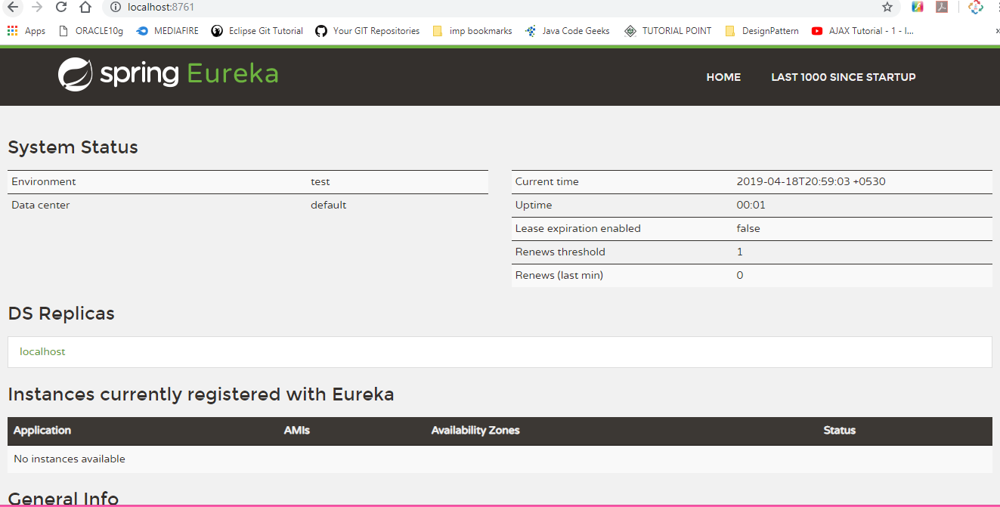 localhost:8761
Apps ORACLE10g MEDIAFIRE Eclipse Git Tutorial Your GIT Repositories imp bookmarks Java Code Geeks TUTORIAL POINT DesignPattern AJAX Tutorial - 1 - I... »
spring Eureka HOME LAST 1000 SINCE STARTUP
System Status
Environment test Current time 2019-04-18T20:59:03 +0530
Data center default Uptime 00:01
Lease expiration enabled false
Renews threshold 1
Renews (last min) 0
DS Replicas
localhost
Instances currently registered with Eureka
Application AMIs Availability Zones Status
No instances available
General Info